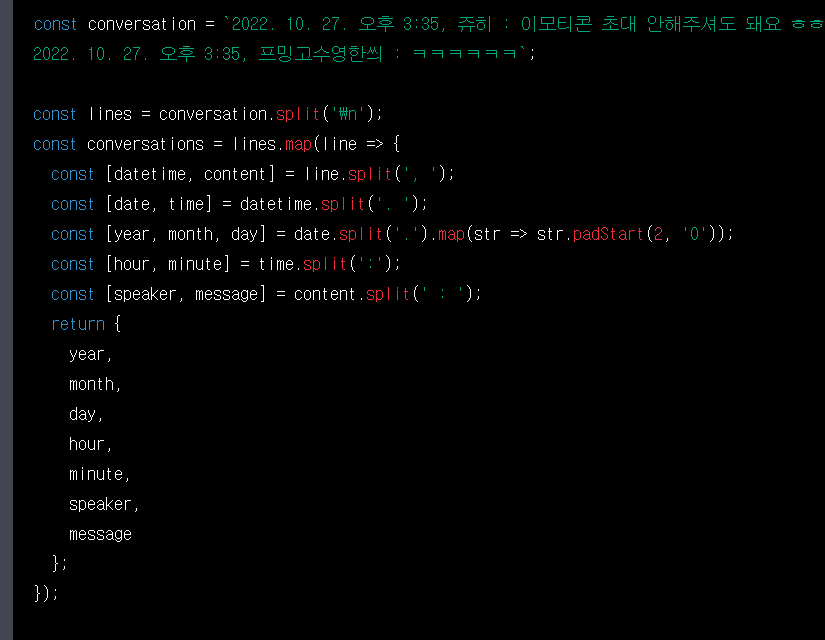 const conversation = `2022. 10. 27. 오후 3:35, 쥬히 : 이모티콘 초대 안해주셔도 돼요 ㅎㅎ
2022. 10. 27. 오후 3:35, 프밍고수영한씌 : ㅋㅋㅋㅋㅋㅋ`;
const lines = conversation.split('₩n');
const conversations = lines.map(line => {
const [datetime, content] = line.split(', ');
const [date, time] = datetime.split('. ');
const [year, month, day] = date.split('.').map(str => str.padStart(2, '0'));
const [hour, minute] = time.split(':');
const [speaker, message] = content.split(' : ');
return {
year,
month,
day,
hour,
minute,
speaker,
message
};
});